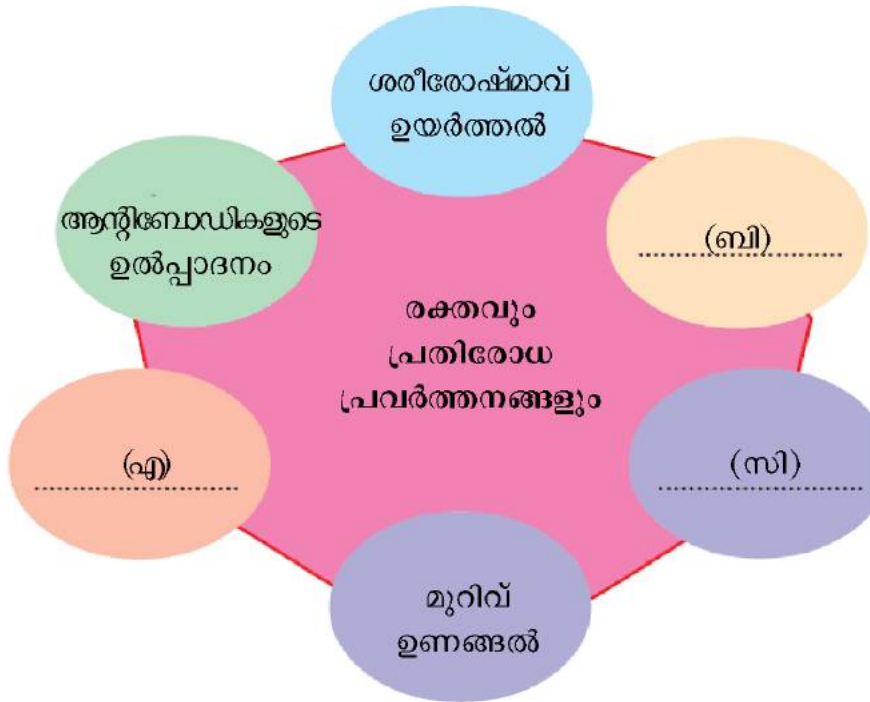 ശരീരോഷ്മാവ്
ഉയർത്തൽ
ആന്റിബോഡികളുടെ
ഉൽപ്പാദനം
(ബി)
രക്തവും
പ്രതിരോധ
പ്രവർത്തനങ്ങളും
(എ)
(സി)
മുറിവ്
ഉണങ്ങൽ